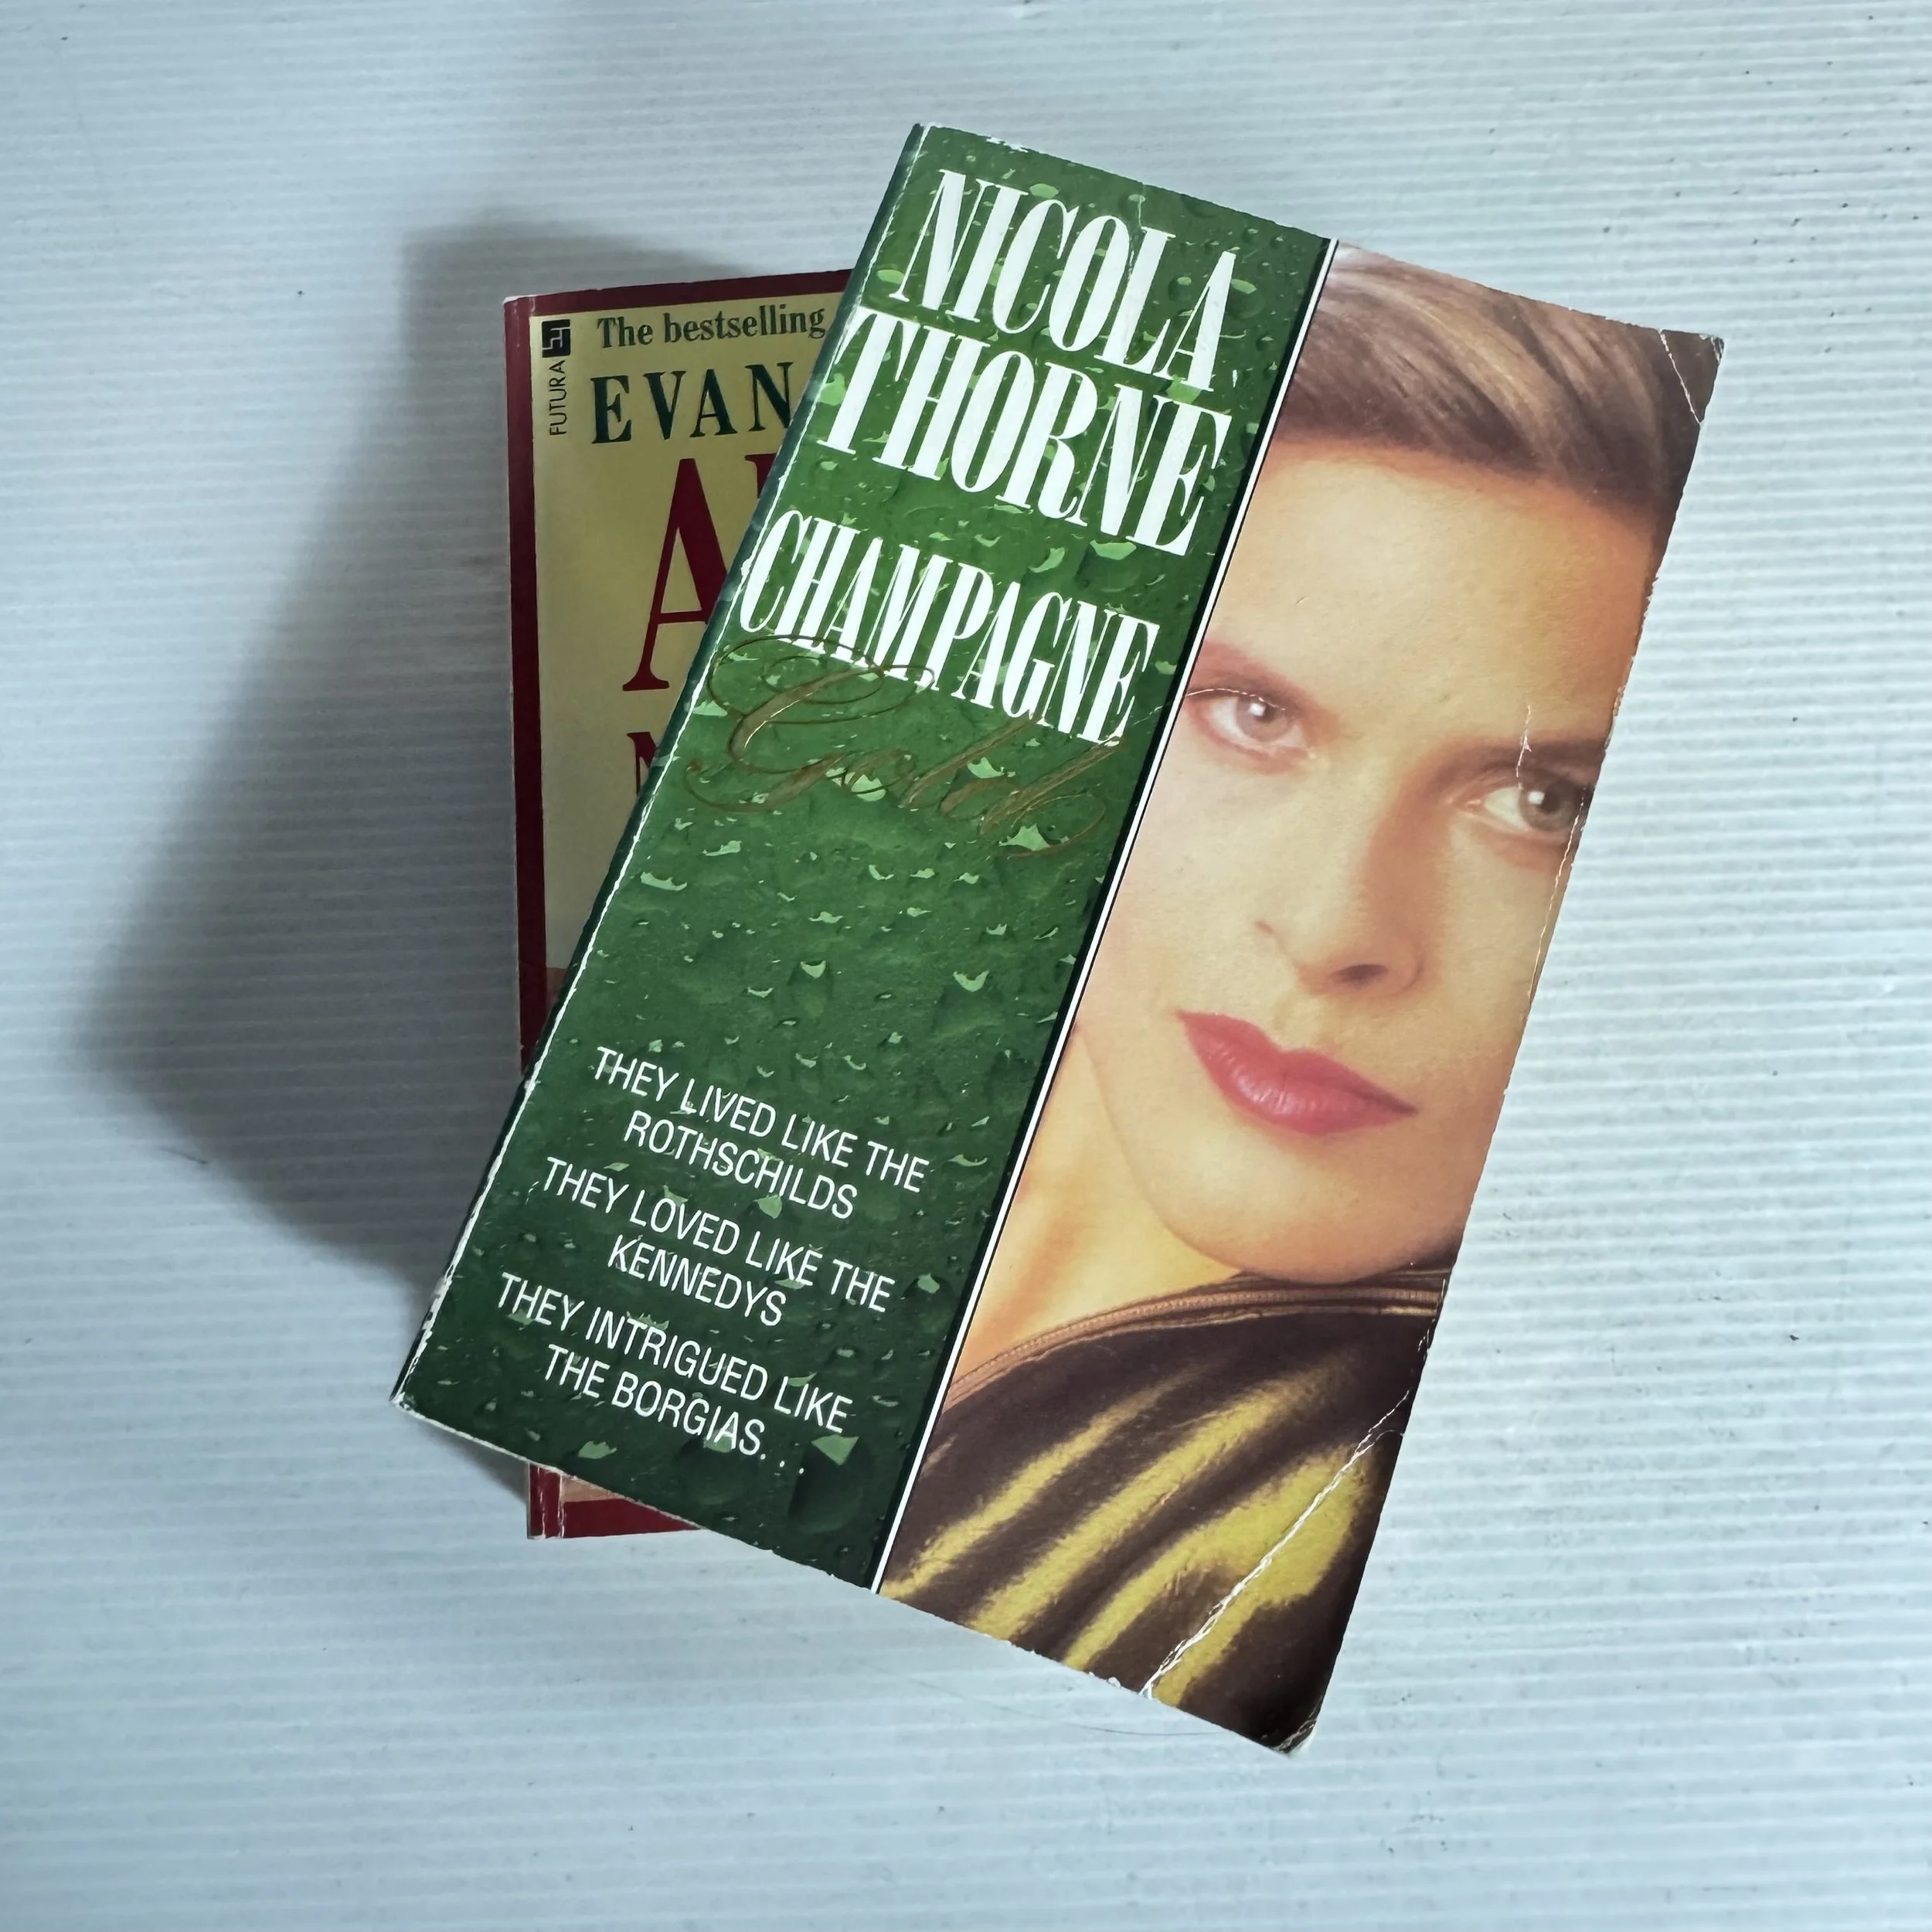 NICOLA
THORNE
CHAMPAGNE
Gold
THEY LIVED LIKE THE
ROTHSCHILDS
THEY LOVED LIKE THE
KENNEDYS
THEY INTRIGUED LIKE
THE BORGIAS...
FUTURA
The bestselling
EVAN
A